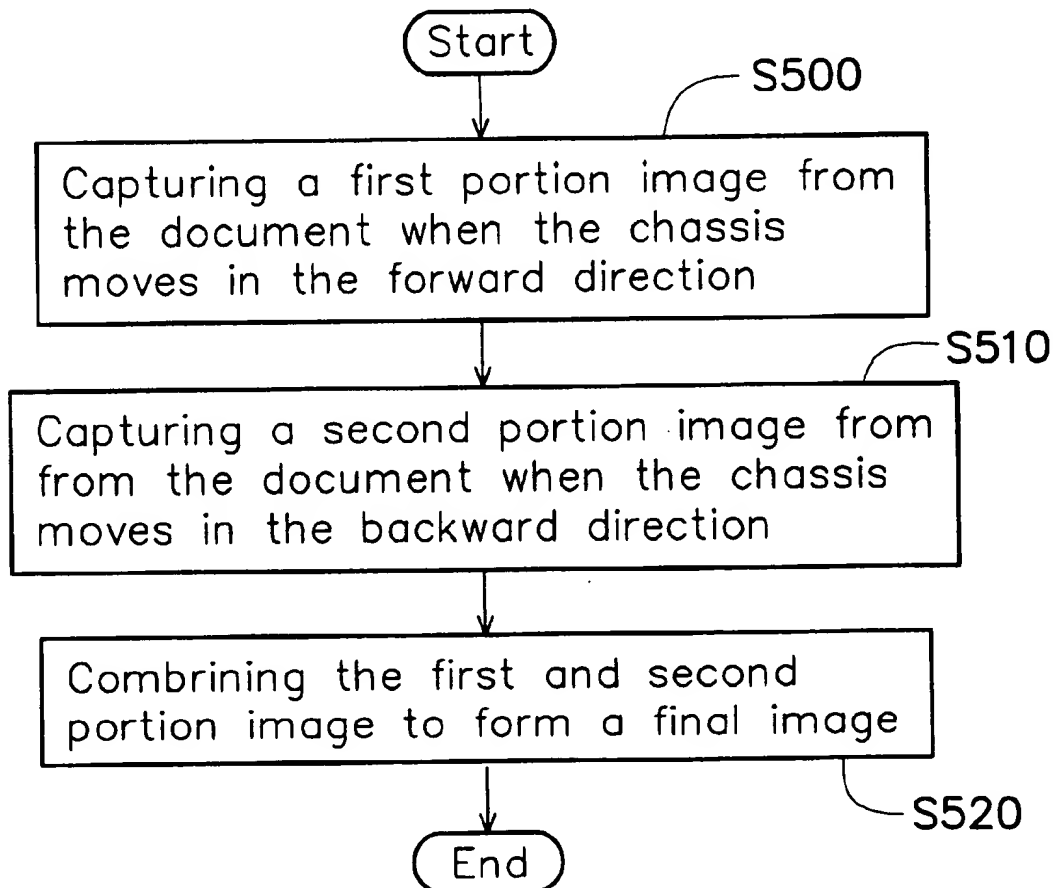 Start
S500
Capturing a first portion image from
the document when the chassis
moves in the forward direction
S510
Capturing a second portion image from
from the document when the chassis
moves in the backward direction
Combrining the first and second
portion image to form a final image
S520
End